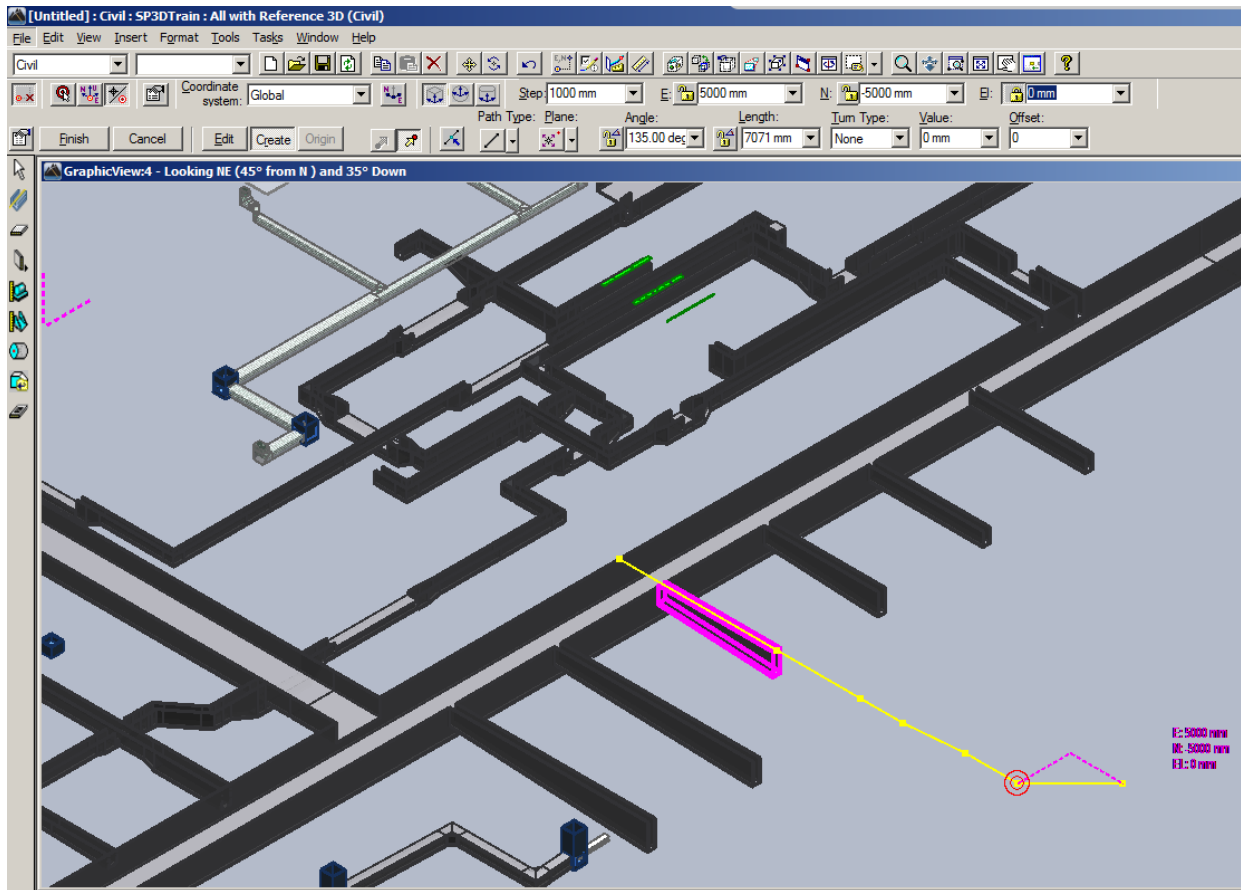 [Untitled] : Civil : SP3DTrain : All with Reference 3D (Civil)
File Edit View Insert Format Tools Tasks Window Help
Civil
Coordinate system: Global Step: 1000 mm E: 5000 mm N: -5000 mm El: 0 mm
Path Type: Plane: Angle: Length: Turn Type: Value: Offset:
Finish Cancel Edit Create Origin 135.00 deg 7071 mm None 0 mm 0
GraphicView:4 - Looking NE (45° from N ) and 35° Down
E: 5000 mm
N: -5000 mm
El: 0 mm